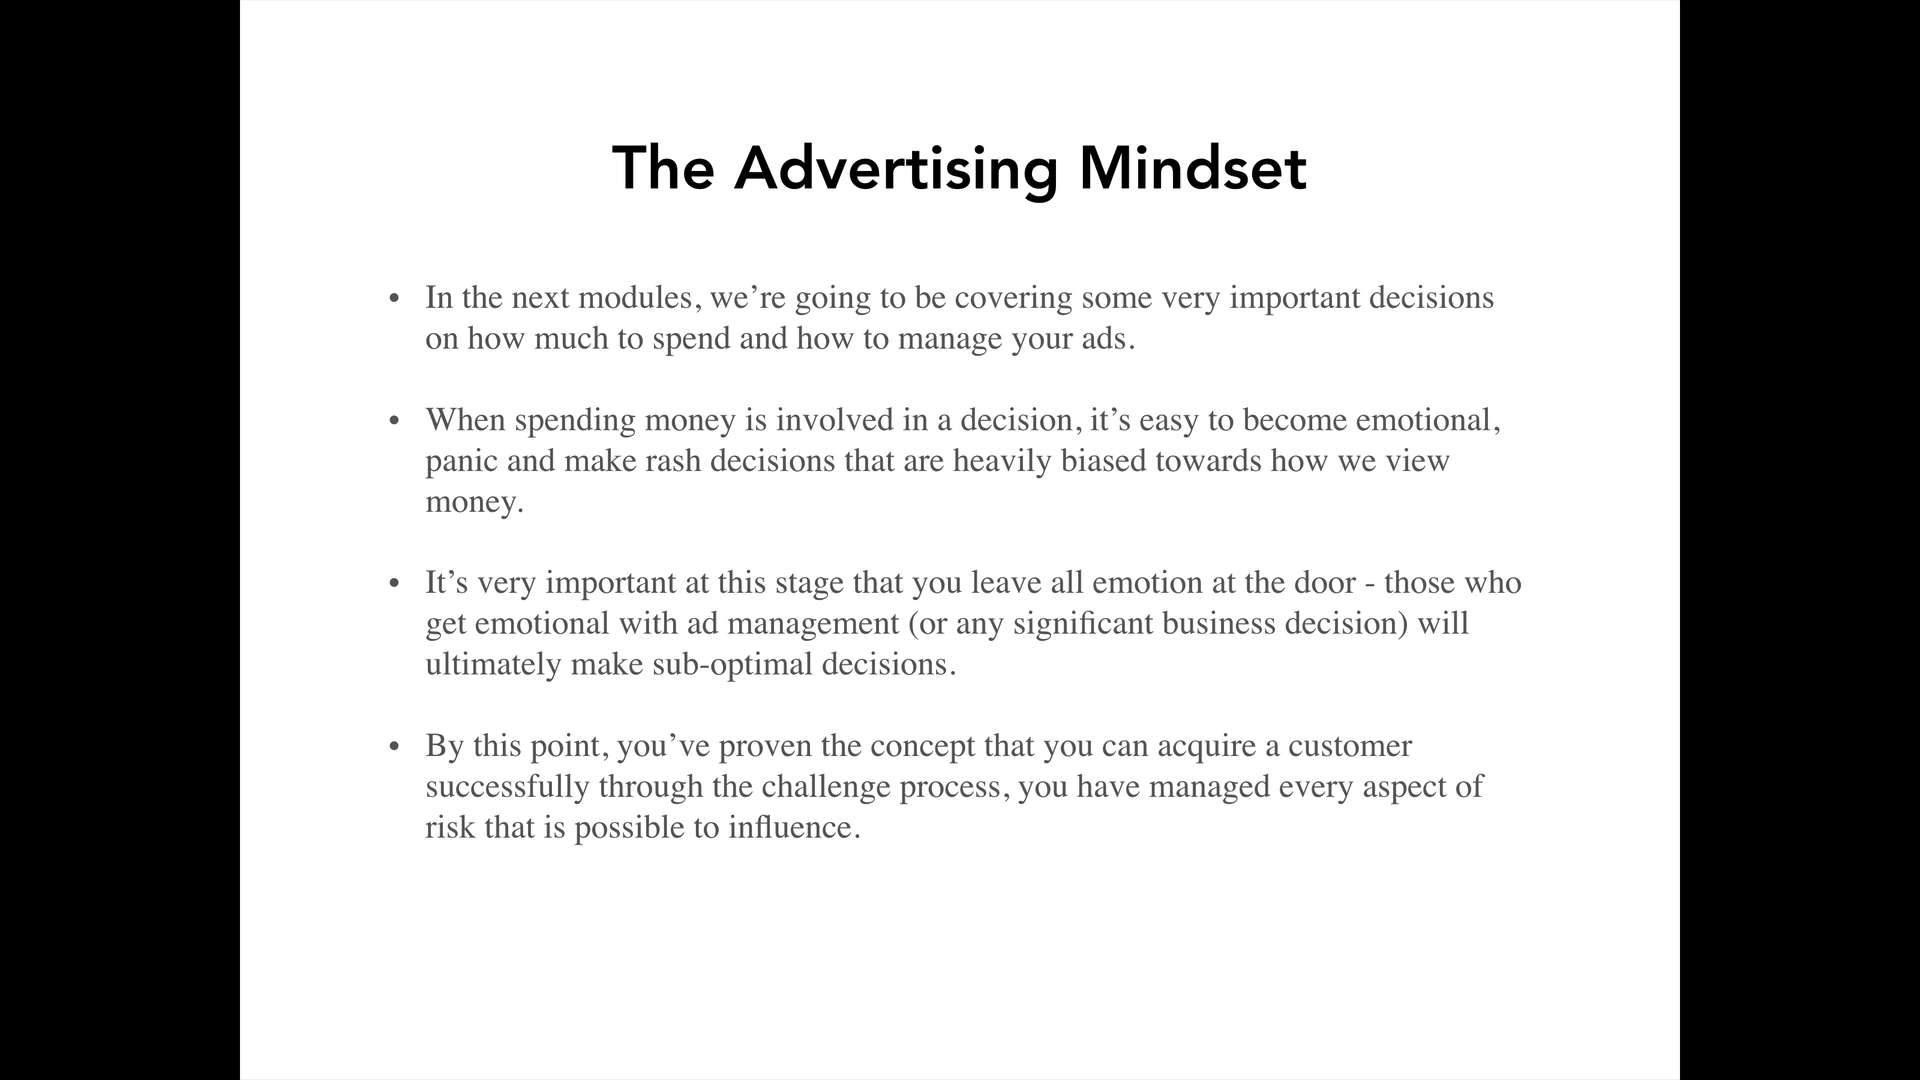 The Advertising Mindset
• In the next modules, we’re going to be covering some very important decisions
on how much to spend and how to manage your ads.
• When spending money is involved in a decision, it’s easy to become emotional,
panic and make rash decisions that are heavily biased towards how we view
money.
• It’s very important at this stage that you leave all emotion at the door - those who
get emotional with ad management (or any significant business decision) will
ultimately make sub-optimal decisions.
• By this point, you’ve proven the concept that you can acquire a customer
successfully through the challenge process, you have managed every aspect of
risk that is possible to influence.